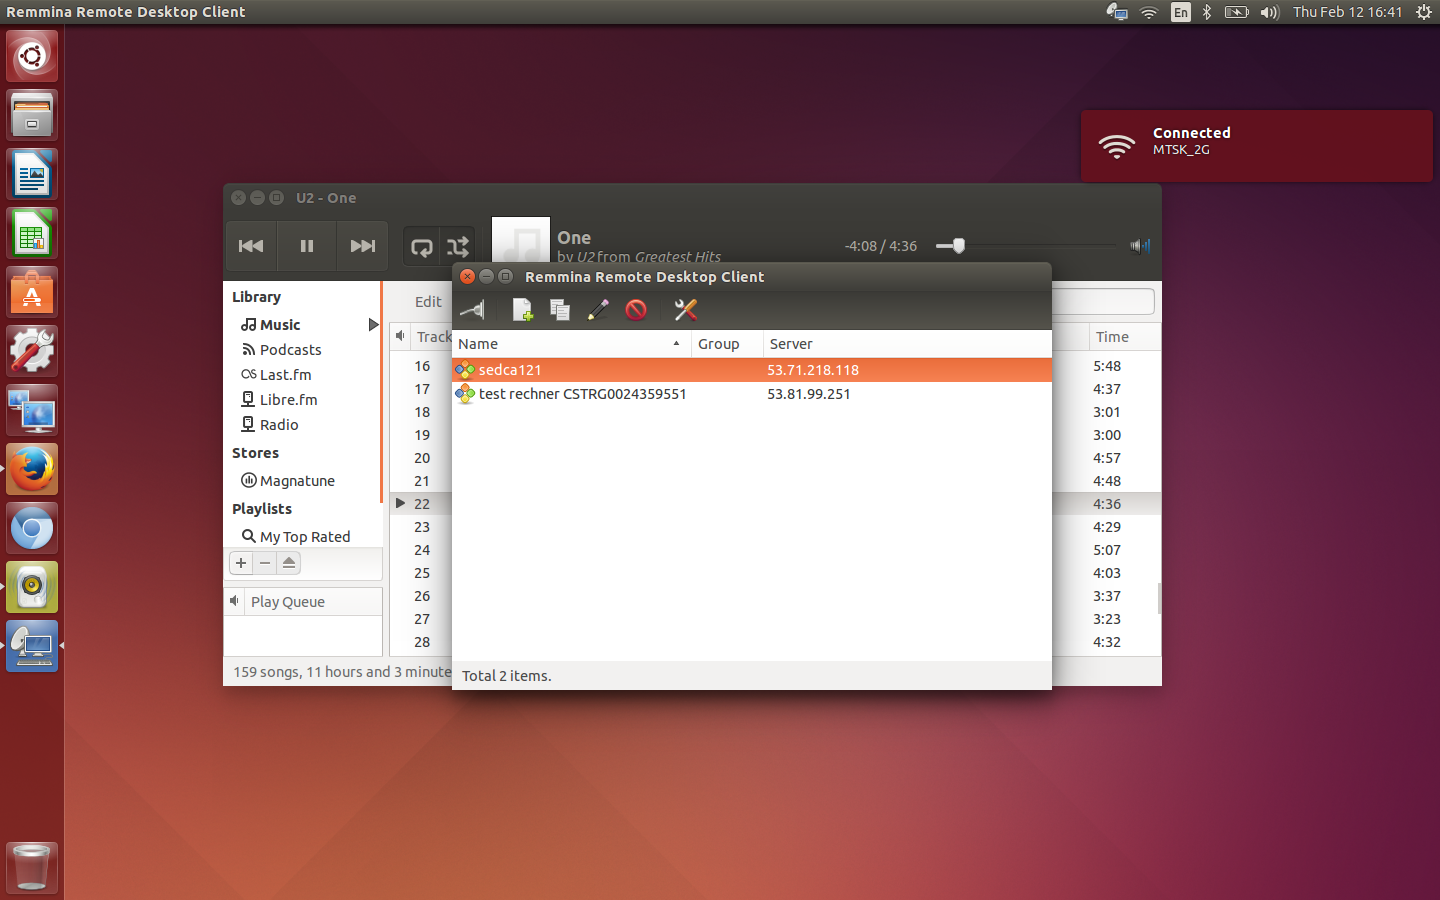 Remmina Remote Desktop Client
En
Thu Feb 12 16:41
Connected
MTSK_2G
U2 - One
One
by U2 from Greatest Hits
-4:08 / 4:36
Remmina Remote Desktop Client
Library
Music
Podcasts
Last.fm
Libre.fm
Radio
Stores
Magnatune
Playlists
My Top Rated
Play Queue
159 songs, 11 hours and 3 minute
Edit
Track
Time
16 5:48
17 4:37
18 3:01
19 3:00
20 4:57
21 4:48
22 4:36
23 4:29
24 5:07
25 4:03
26 3:37
27 3:23
28 4:32
Name Group Server
sedca121 53.71.218.118
test rechner CSTRG0024359551 53.81.99.251
Total 2 items.